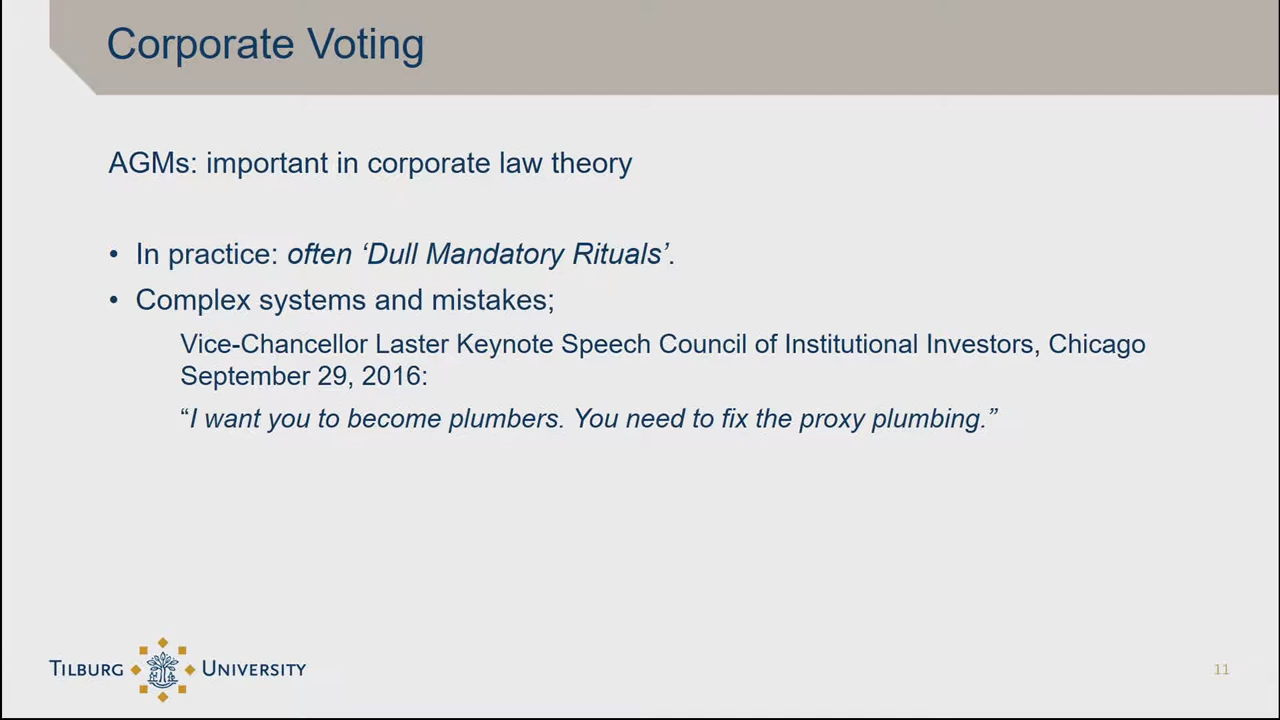 Corporate Voting
AGMs: important in corporate law theory
• In practice: often ‘Dull Mandatory Rituals’.
• Complex systems and mistakes;
Vice-Chancellor Laster Keynote Speech Council of Institutional Investors, Chicago
September 29, 2016:
“I want you to become plumbers. You need to fix the proxy plumbing.”
TILBURG UNIVERSITY
11